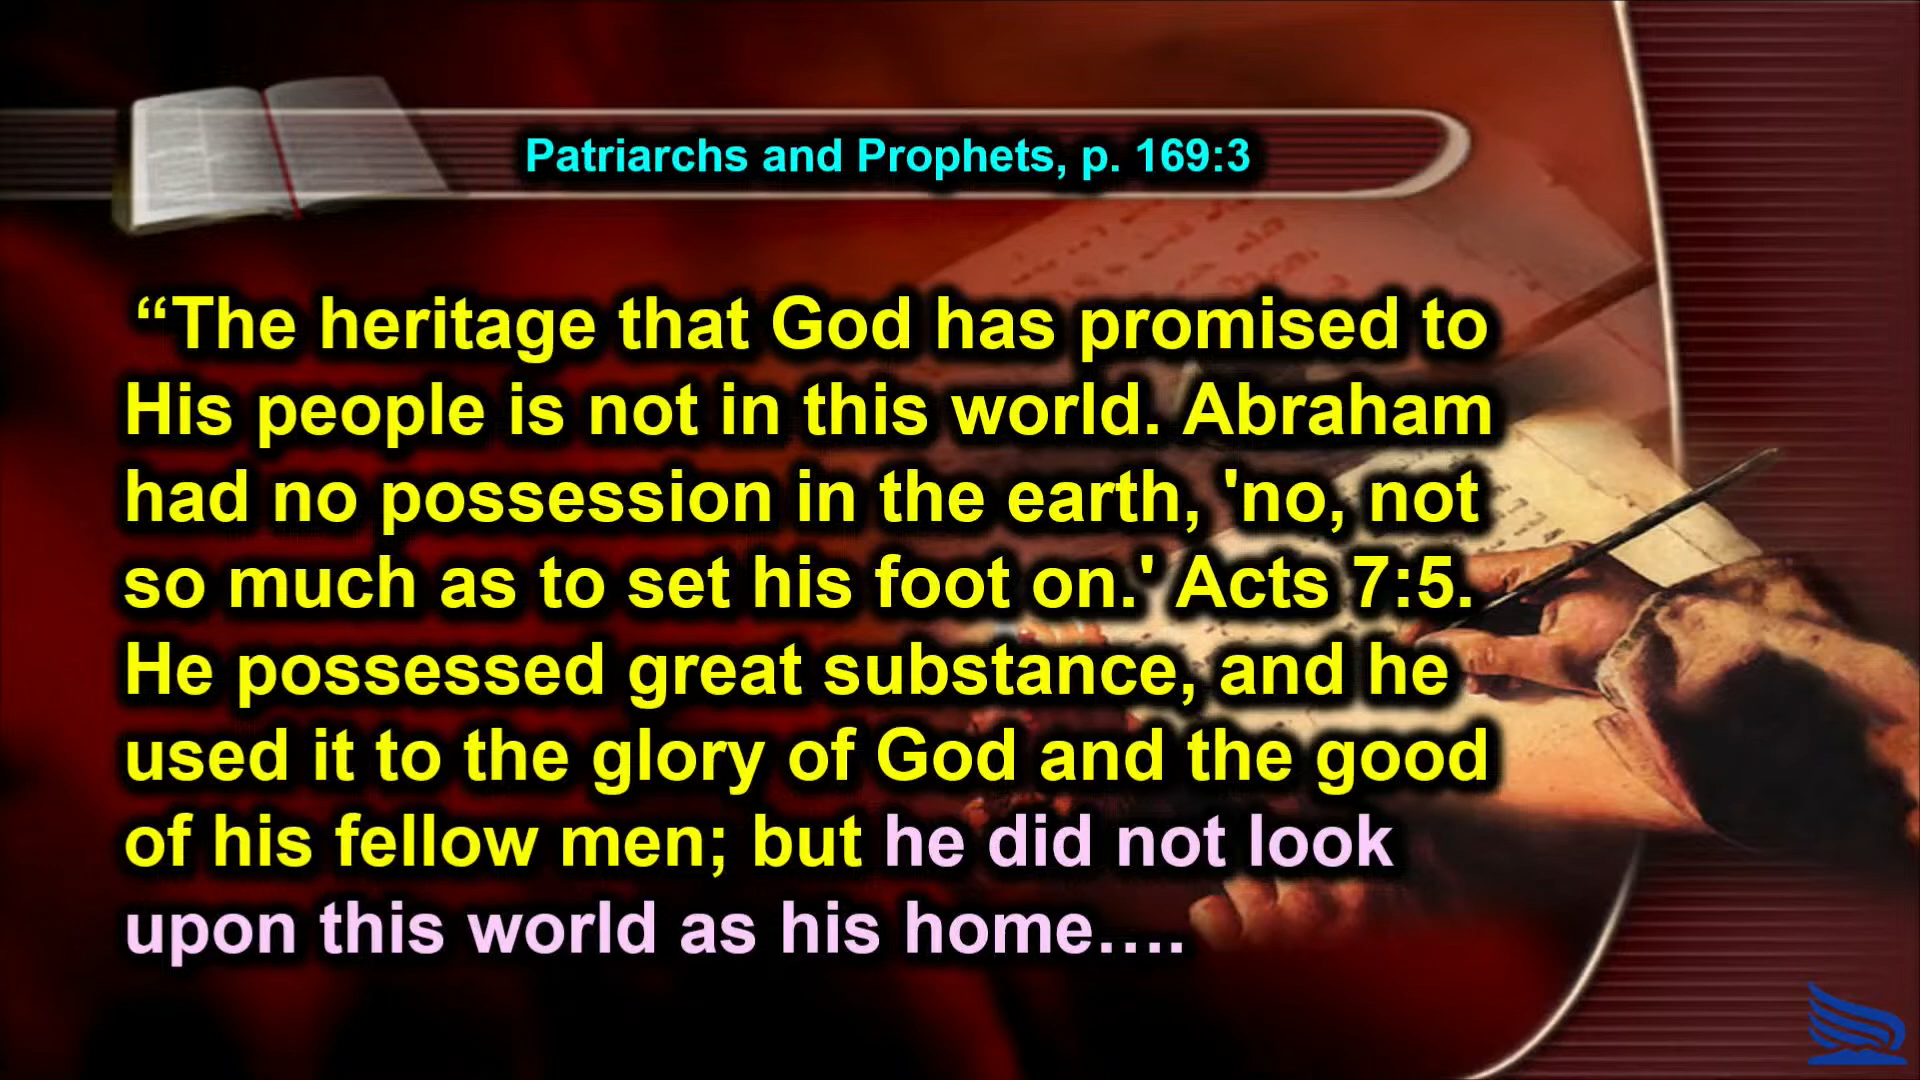 Patriarchs and Prophets, p. 169:3
“The heritage that God has promised to
His people is not in this world. Abraham
had no possession in the earth, 'no, not
so much as to set his foot on.' Acts 7:5.
He possessed great substance, and he
used it to the glory of God and the good
of his fellow men; but he did not look
upon this world as his home….